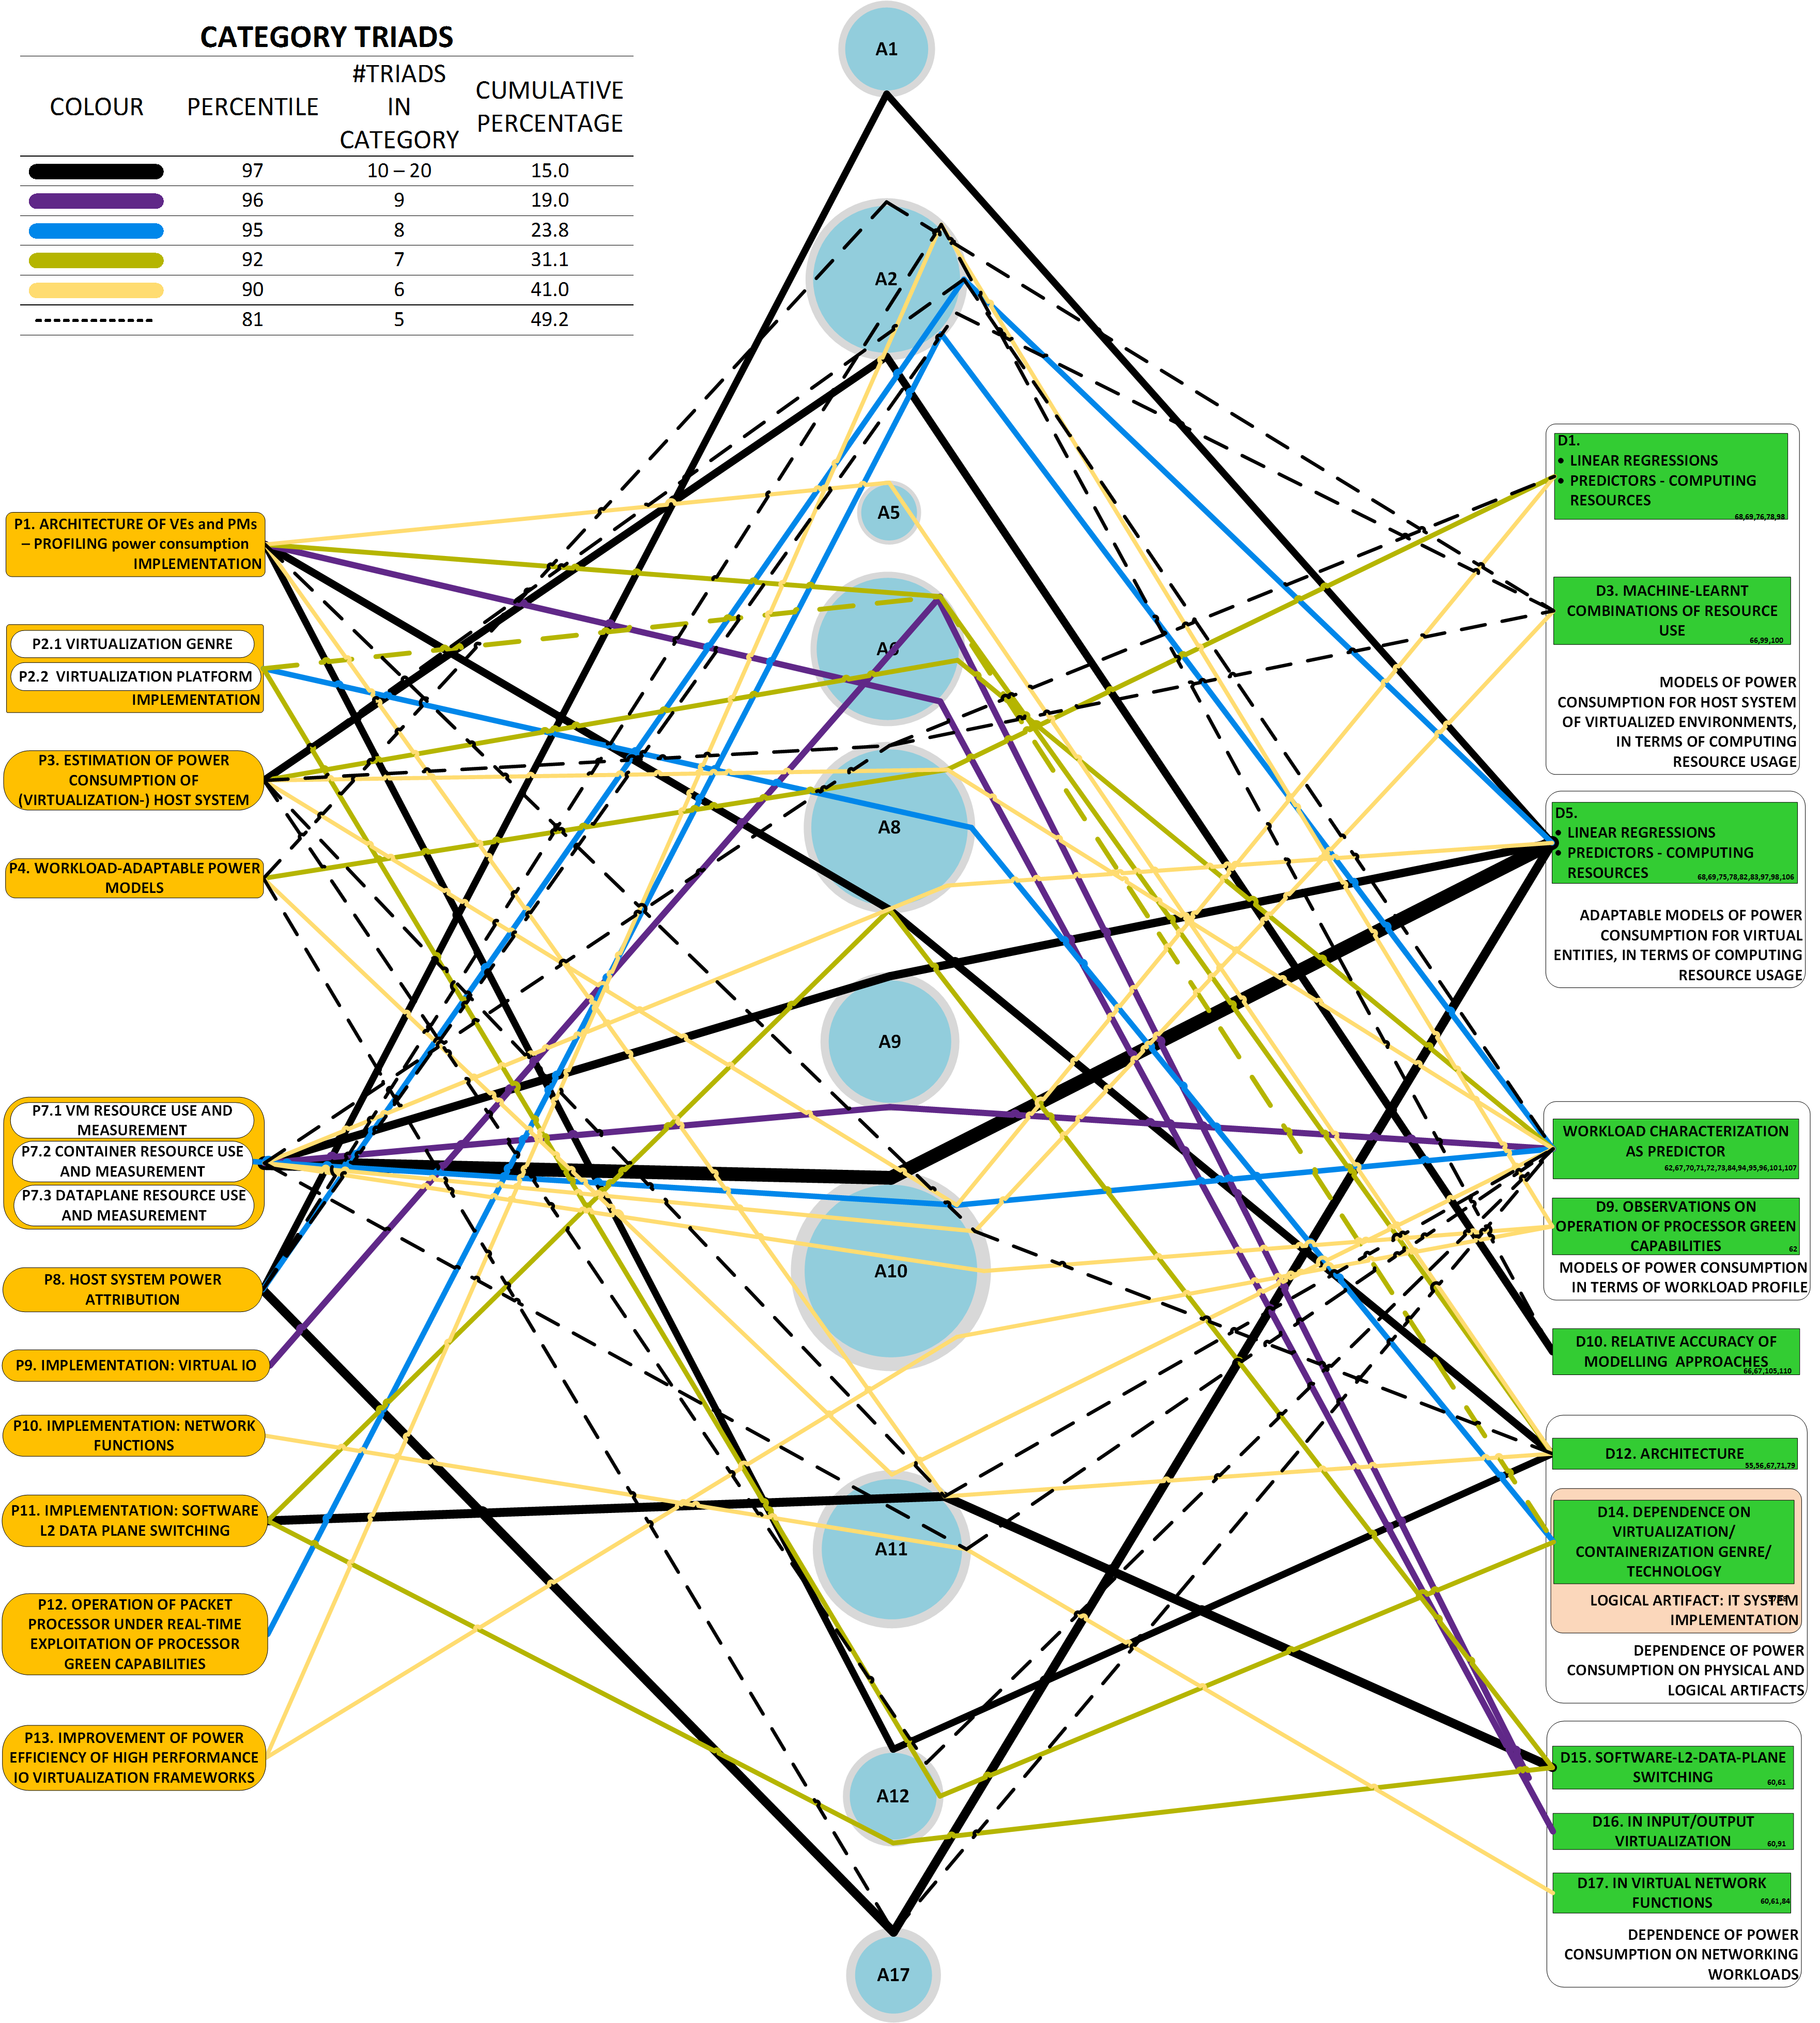 CATEGORY TRIADS
COLOUR
PERCENTILE
#TRIADS
IN
CATEGORY
CUMULATIVE
PERCENTAGE
97 10 – 20 15.0
96 9 19.0
95 8 23.8
92 7 31.1
90 6 41.0
81 5 49.2
P1. ARCHITECTURE OF VEs and PMs
– PROFILING power consumption
IMPLEMENTATION
P2.1 VIRTUALIZATION GENRE
P2.2 VIRTUALIZATION PLATFORM
IMPLEMENTATION
P3. ESTIMATION OF POWER
CONSUMPTION OF
(VIRTUALIZATION-) HOST SYSTEM
P4. WORKLOAD-ADAPTABLE POWER
MODELS
P7.1 VM RESOURCE USE AND
MEASUREMENT
P7.2 CONTAINER RESOURCE USE
AND MEASUREMENT
P7.3 DATAPLANE RESOURCE USE
AND MEASUREMENT
P8. HOST SYSTEM POWER
ATTRIBUTION
P9. IMPLEMENTATION: VIRTUAL IO
P10. IMPLEMENTATION: NETWORK
FUNCTIONS
P11. IMPLEMENTATION: SOFTWARE
L2 DATA PLANE SWITCHING
P12. OPERATION OF PACKET
PROCESSOR UNDER REAL-TIME
EXPLOITATION OF PROCESSOR
GREEN CAPABILITIES
P13. IMPROVEMENT OF POWER
EFFICIENCY OF HIGH PERFORMANCE
IO VIRTUALIZATION FRAMEWORKS
A1
A2
A5
A6
A8
A9
A10
A11
A12
A17
D1.
• LINEAR REGRESSIONS
• PREDICTORS - COMPUTING
RESOURCES
68,69,76,78,98
D3. MACHINE-LEARNT
COMBINATIONS OF RESOURCE
USE
66,99,100
MODELS OF POWER
CONSUMPTION FOR HOST SYSTEM
OF VIRTUALIZED ENVIRONMENTS,
IN TERMS OF COMPUTING
RESOURCE USAGE
D5.
• LINEAR REGRESSIONS
• PREDICTORS - COMPUTING
RESOURCES
68,69,75,78,82,83,97,98,106
ADAPTABLE MODELS OF POWER
CONSUMPTION FOR VIRTUAL
ENTITIES, IN TERMS OF COMPUTING
RESOURCE USAGE
WORKLOAD CHARACTERIZATION
AS PREDICTOR
62,67,70,71,72,73,84,94,95,96,101,107
D9. OBSERVATIONS ON
OPERATION OF PROCESSOR GREEN
CAPABILITIES
62
MODELS OF POWER CONSUMPTION
IN TERMS OF WORKLOAD PROFILE
D10. RELATIVE ACCURACY OF
MODELLING APPROACHES
66,67,105,110
D12. ARCHITECTURE
55,56,67,71,79
D14. DEPENDENCE ON
VIRTUALIZATION/
CONTAINERIZATION GENRE/
TECHNOLOGY
LOGICAL ARTIFACT: IT SYSTEM
IMPLEMENTATION
DEPENDENCE OF POWER
CONSUMPTION ON PHYSICAL AND
LOGICAL ARTIFACTS
D15. SOFTWARE-L2-DATA-PLANE
SWITCHING
60,61
D16. IN INPUT/OUTPUT
VIRTUALIZATION
60,91
D17. IN VIRTUAL NETWORK
FUNCTIONS
60,61,84
DEPENDENCE OF POWER
CONSUMPTION ON NETWORKING
WORKLOADS